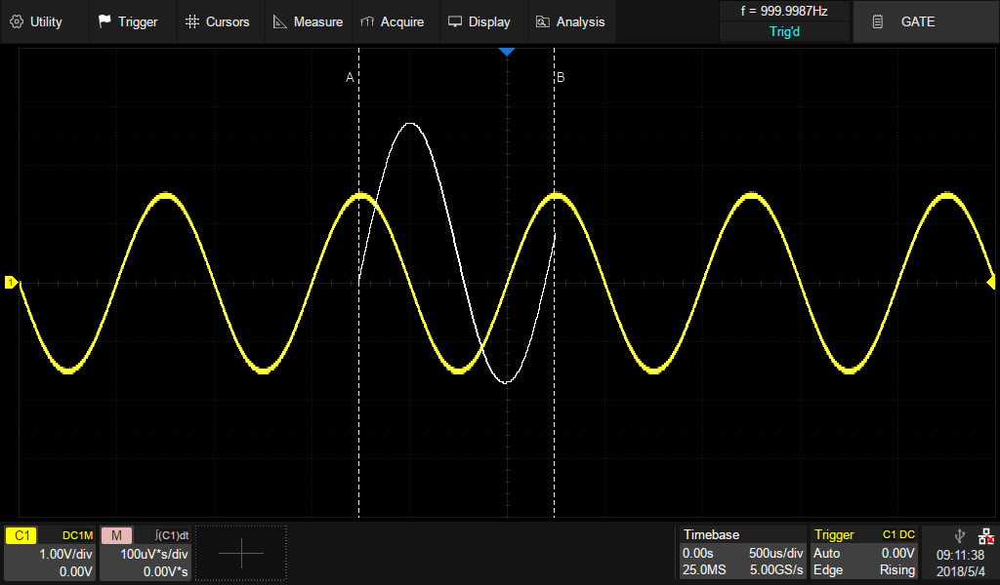 Utility
Trigger
Cursors
Measure
Acquire
Display
Analysis
f = 999.9987Hz
Trig'd
GATE
A
B
1
C1 DC1M
1.00V/div
0.00V
M ∫(C1)dt
100uV*s/div
0.00V*s
Timebase
0.00s 500us/div
25.0MS 5.00GS/s
Trigger C1 DC
Auto 0.00V
Edge Rising
09:11:38
2018/5/4